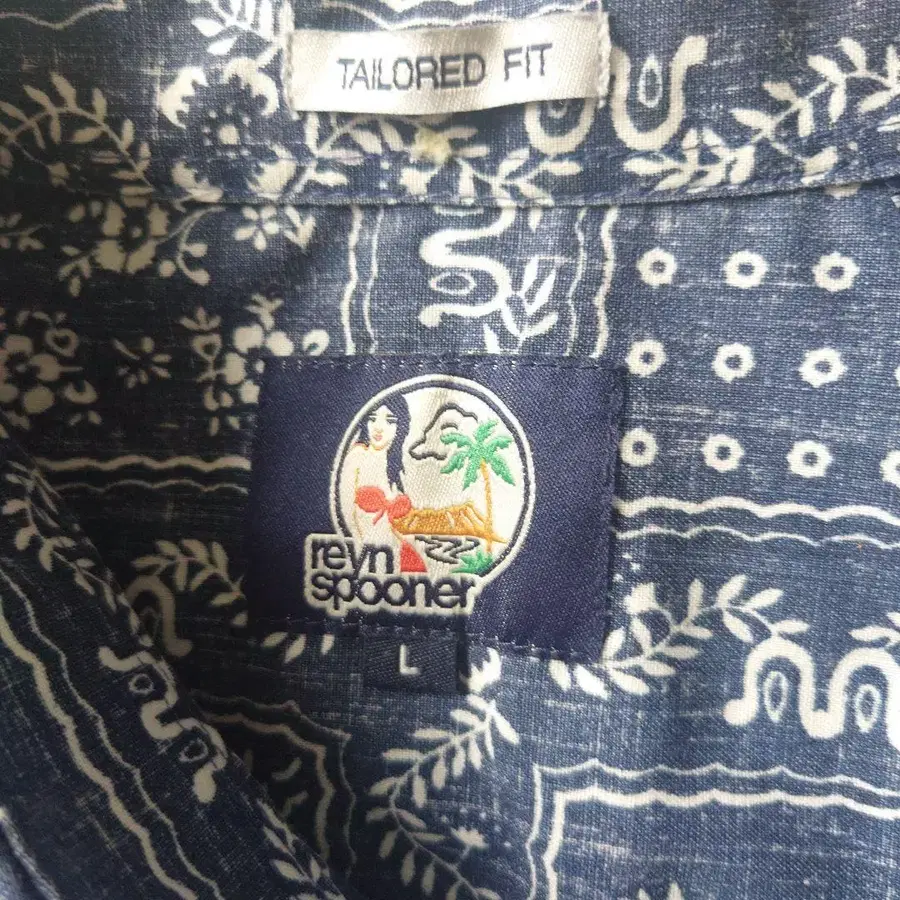 TAILORED FIT
reyn
spooner
L